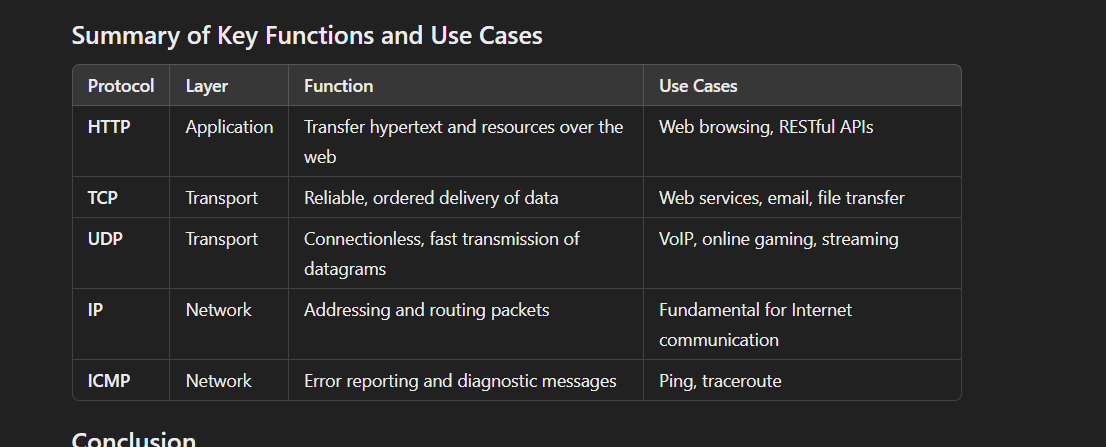 Summary of Key Functions and Use Cases
Protocol Layer Function Use Cases
HTTP Application Transfer hypertext and resources over the Web browsing, RESTful APIs
web
TCP Transport Reliable, ordered delivery of data Web services, email, file transfer
UDP Transport Connectionless, fast transmission of VoIP, online gaming, streaming
datagrams
IP Network Addressing and routing packets Fundamental for Internet
communication
ICMP Network Error reporting and diagnostic messages Ping, traceroute
Conclusion